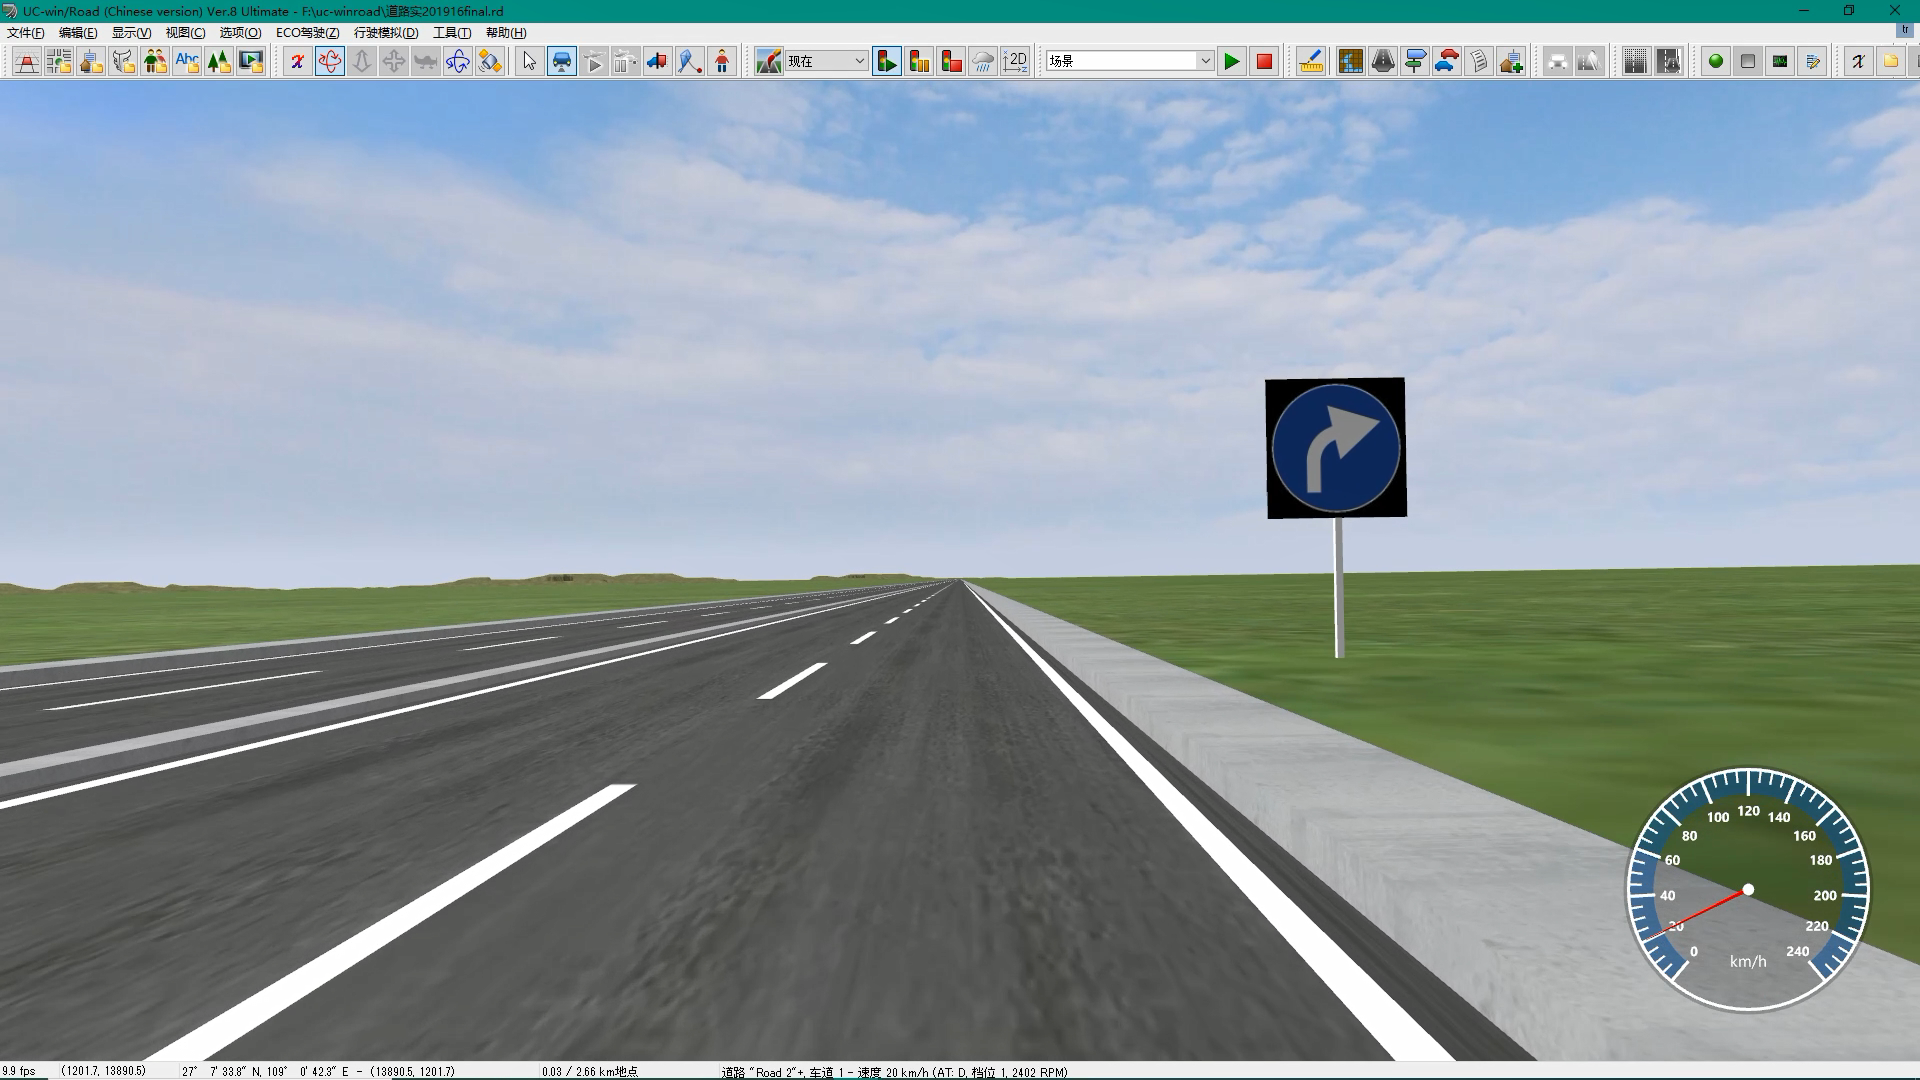 UC-win/Road (Chinese version) Ver.8 Ultimate - F:\uc-winroad\道路实201916final.rd
文件(F) 编辑(E) 显示(V) 视图(C) 选项(O) ECO驾驶(Z) 行驶模拟(D) 工具(T) 帮助(H)
tr
Abc
现在
2D
场景
100 120 140
80 160
60 180
40 200
20 220
0 240
km/h
9.9 fps (1201.7, 13890.5) 27° 7' 33.8" N, 109° 0' 42.3" E - (13890.5, 1201.7) 0.03 / 2.66 km地点 道路 "Road 2"+, 车道 1 - 速度 20 km/h (AT: D, 档位 1, 2402 RPM)